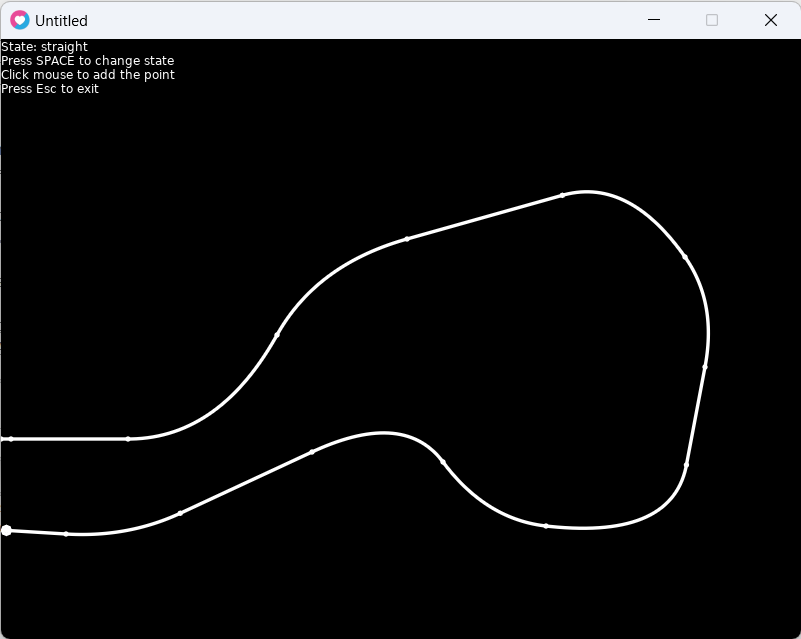 Untitled
State: straight
Press SPACE to change state
Click mouse to add the point
Press Esc to exit